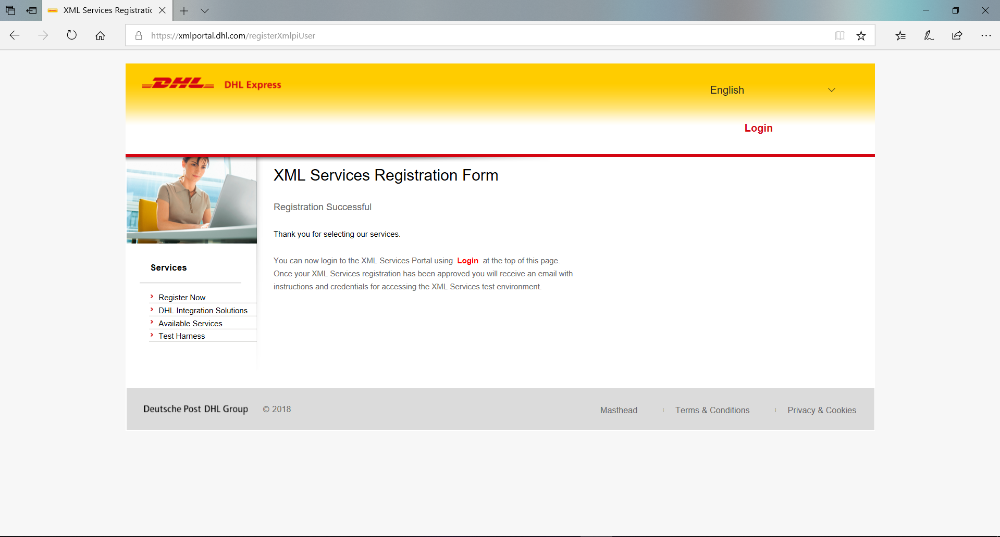 XML Services Registratic
https://xmlportal.dhl.com/registerXmlpiUser
DHL DHL Express
English
Login
XML Services Registration Form
Registration Successful
Thank you for selecting our services.
You can now login to the XML Services Portal using Login at the top of this page.
Once your XML Services registration has been approved you will receive an email with
instructions and credentials for accessing the XML Services test environment.
Services
Register Now
DHL Integration Solutions
Available Services
Test Harness
Deutsche Post DHL Group © 2018 Masthead Terms & Conditions Privacy & Cookies